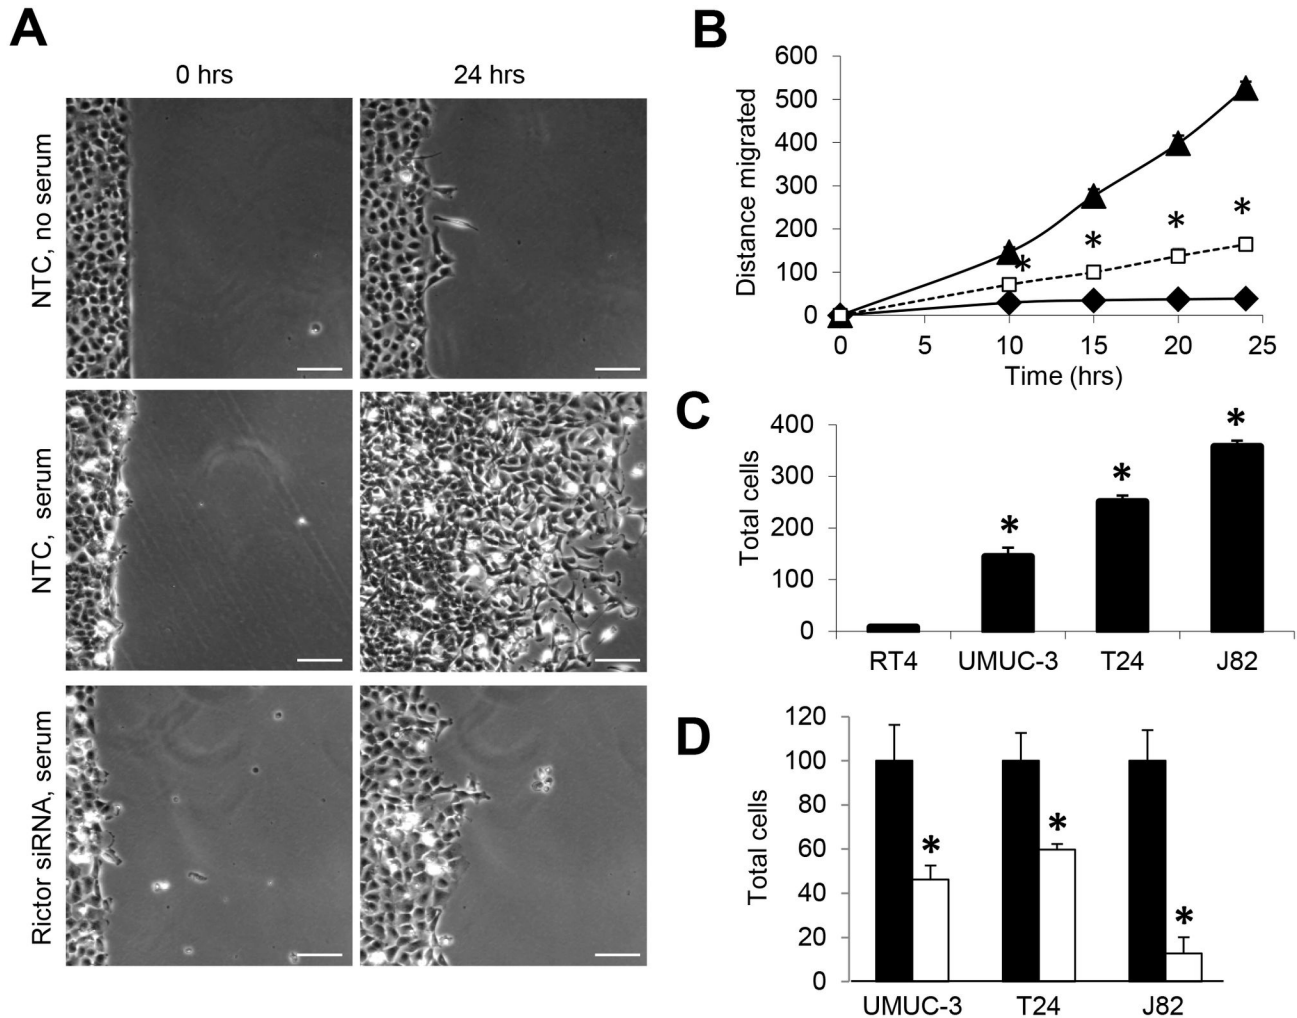 A
0 hrs
24 hrs
NTC, no serum
NTC, serum
Rictor siRNA, serum
B
Distance migrated
600
500
400
300
200
100
0
*
*
*
*
0
5
10
15
20
25
Time (hrs)
C
Total cells
400
300
200
100
0
*
*
*
RT4
UMUC-3
T24
J82
D
Total cells
120
100
80
60
40
20
0
*
*
*
UMUC-3
T24
J82